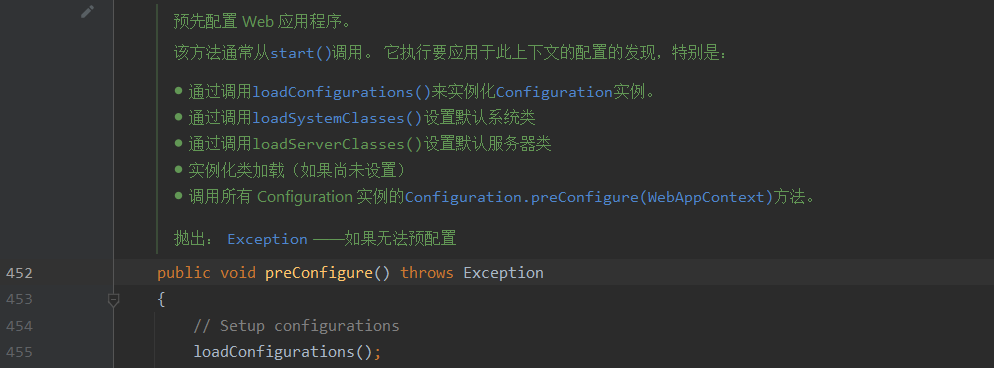 预先配置 Web 应用程序。
该方法通常从start()调用。 它执行要应用于此上下文的配置的发现，特别是：
● 通过调用loadConfigurations()来实例化Configuration实例。
● 通过调用loadSystemClasses()设置默认系统类
● 通过调用loadServerClasses()设置默认服务器类
● 实例化类加载（如果尚未设置）
● 调用所有 Configuration 实例的Configuration.preConfigure(WebAppContext)方法。
抛出： Exception ——如果无法预配置
452 public void preConfigure() throws Exception
453 {
454 // Setup configurations
455 loadConfigurations();